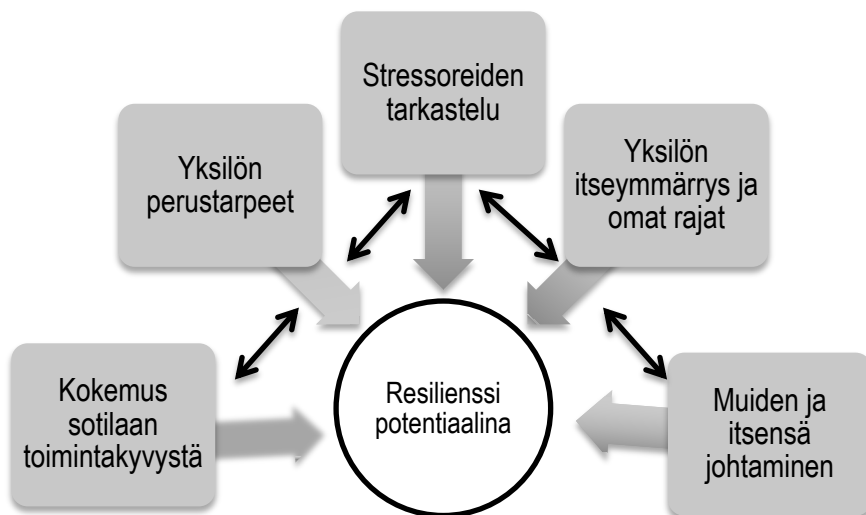 Stressoreiden
tarkastelu
Yksilön
perustarpeet
Yksilön
itseymmärrys ja
omat rajat
Kokemus
sotilaan
toimintakyvystä
Resilienssi
potentiaalina
Muiden ja
itsensä
johtaminen